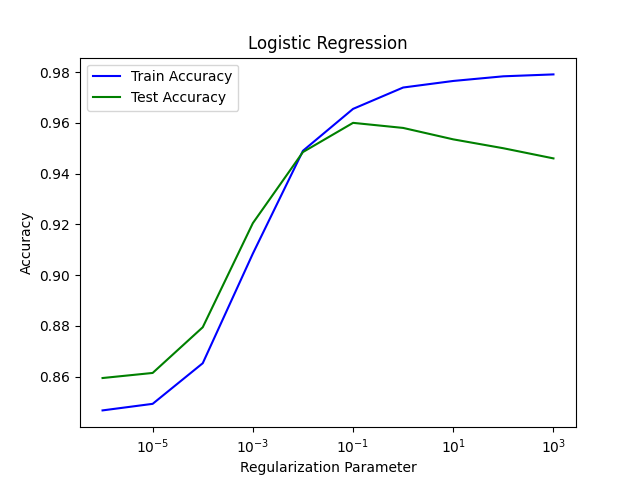 Logistic Regression
Train Accuracy
Test Accuracy
Accuracy
0.98
0.96
0.94
0.92
0.90
0.88
0.86
10⁻⁵ 10⁻³ 10⁻¹ 10¹ 10³
Regularization Parameter